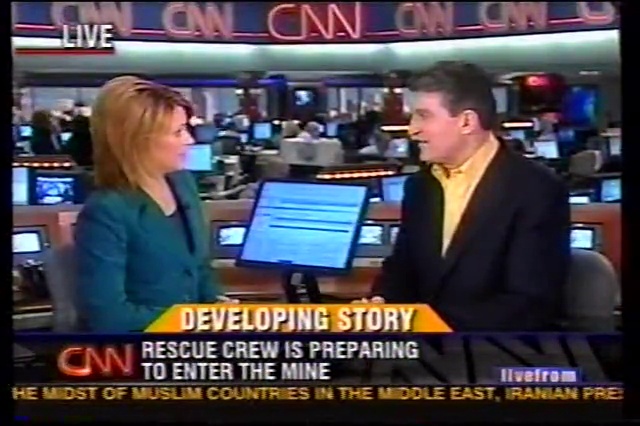 CNN CNN CNN CNN CNN
LIVE
DEVELOPING STORY
CNN
RESCUE CREW IS PREPARING
TO ENTER THE MINE
livefrom
HE MIDST OF MUSLIM COUNTRIES IN THE MIDDLE EAST, IRANIAN PRE